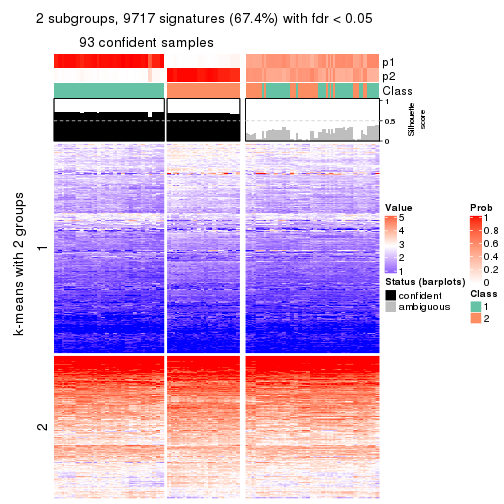 2 subgroups, 9717 signatures (67.4%) with fdr < 0.05
93 confident samples
p1
p2
Class
1
0.5
0
Silhouette
score
k-means with 2 groups
1
2
Value
5
4
3
2
1
Prob
1
0.8
0.6
0.4
0.2
0
Status (barplots)
confident
ambiguous
Class
1
2